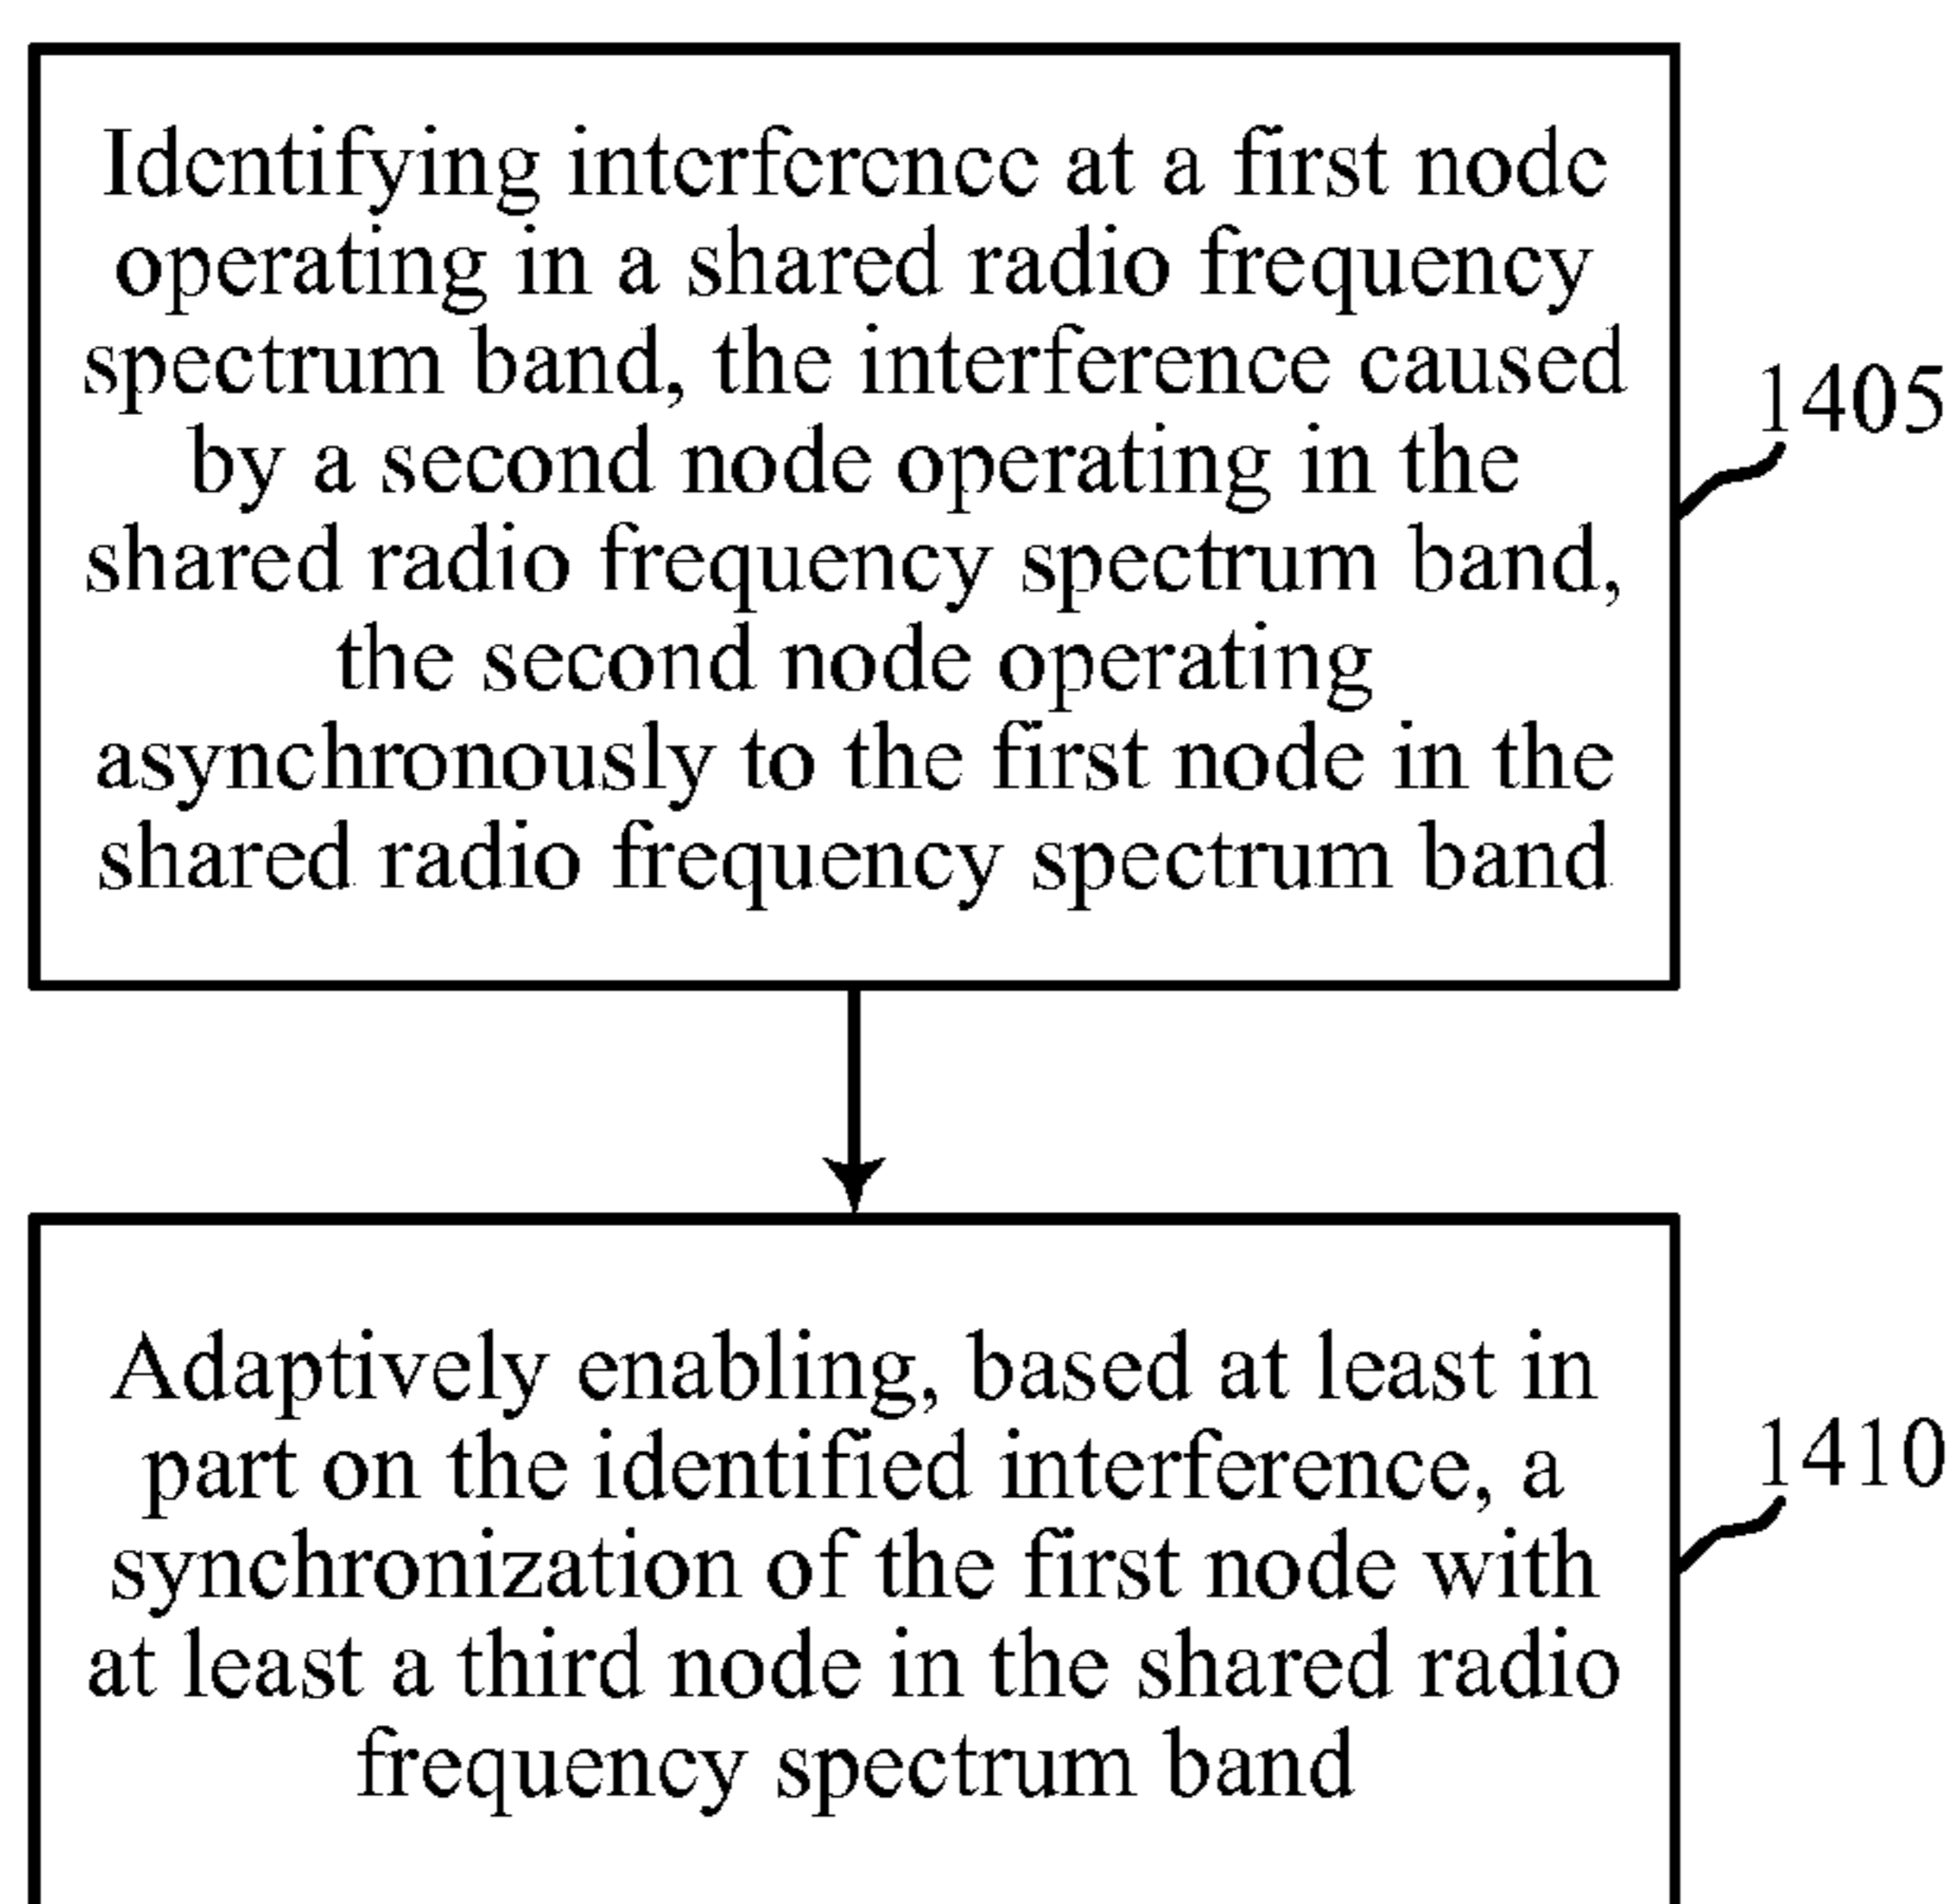 Identifying interference at a first node
operating in a shared radio frequency
spectrum band, the interference caused
by a second node operating in the
shared radio frequency spectrum band,
the second node operating
asynchronously to the first node in the
shared radio frequency spectrum band
1405
Adaptively enabling, based at least in
part on the identified interference, a
synchronization of the first node with
at least a third node in the shared radio
frequency spectrum band
1410